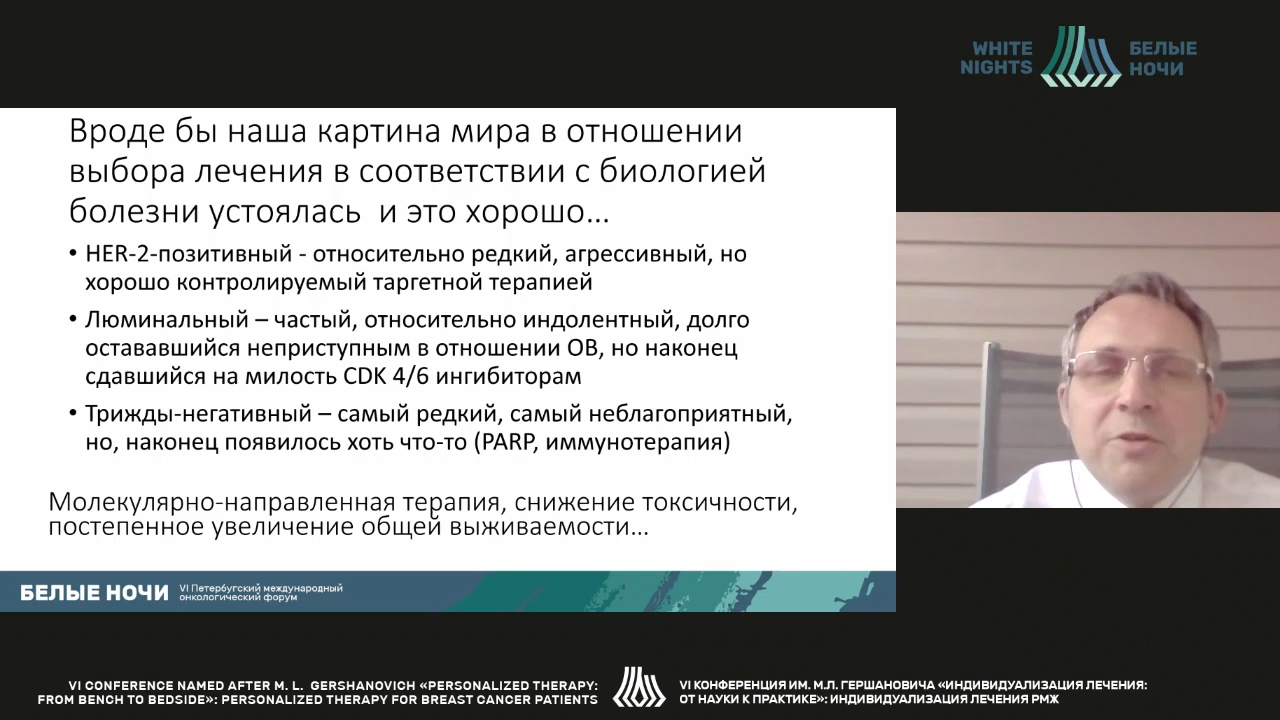 WHITE
NIGHTS
БЕЛЫЕ
НОЧИ
Вроде бы наша картина мира в отношении
выбора лечения в соответствии с биологией
болезни устоялась и это хорошо...
• HER-2-позитивный - относительно редкий, агрессивный, но
хорошо контролируемый таргетной терапией
• Люминальный – частый, относительно индолентный, долго
остававшийся неприступным в отношении ОВ, но наконец
сдавшийся на милость CDK 4/6 ингибиторам
• Трижды-негативный – самый редкий, самый неблагоприятный,
но, наконец появилось хоть что-то (PARP, иммунотерапия)
Молекулярно-направленная терапия, снижение токсичности,
постепенное увеличение общей выживаемости...
БЕЛЫЕ НОЧИ
VI Петербугский международный
онкологический форум
VI CONFERENCE NAMED AFTER M. L. GERSHANOVICH «PERSONALIZED THERAPY:
FROM BENCH TO BEDSIDE»: PERSONALIZED THERAPY FOR BREAST CANCER PATIENTS
VI КОНФЕРЕНЦИЯ ИМ. М.Л. ГЕРШАНОВИЧА «ИНДИВИДУАЛИЗАЦИЯ ЛЕЧЕНИЯ:
ОТ НАУКИ К ПРАКТИКЕ»: ИНДИВИДУАЛИЗАЦИЯ ЛЕЧЕНИЯ РМЖ